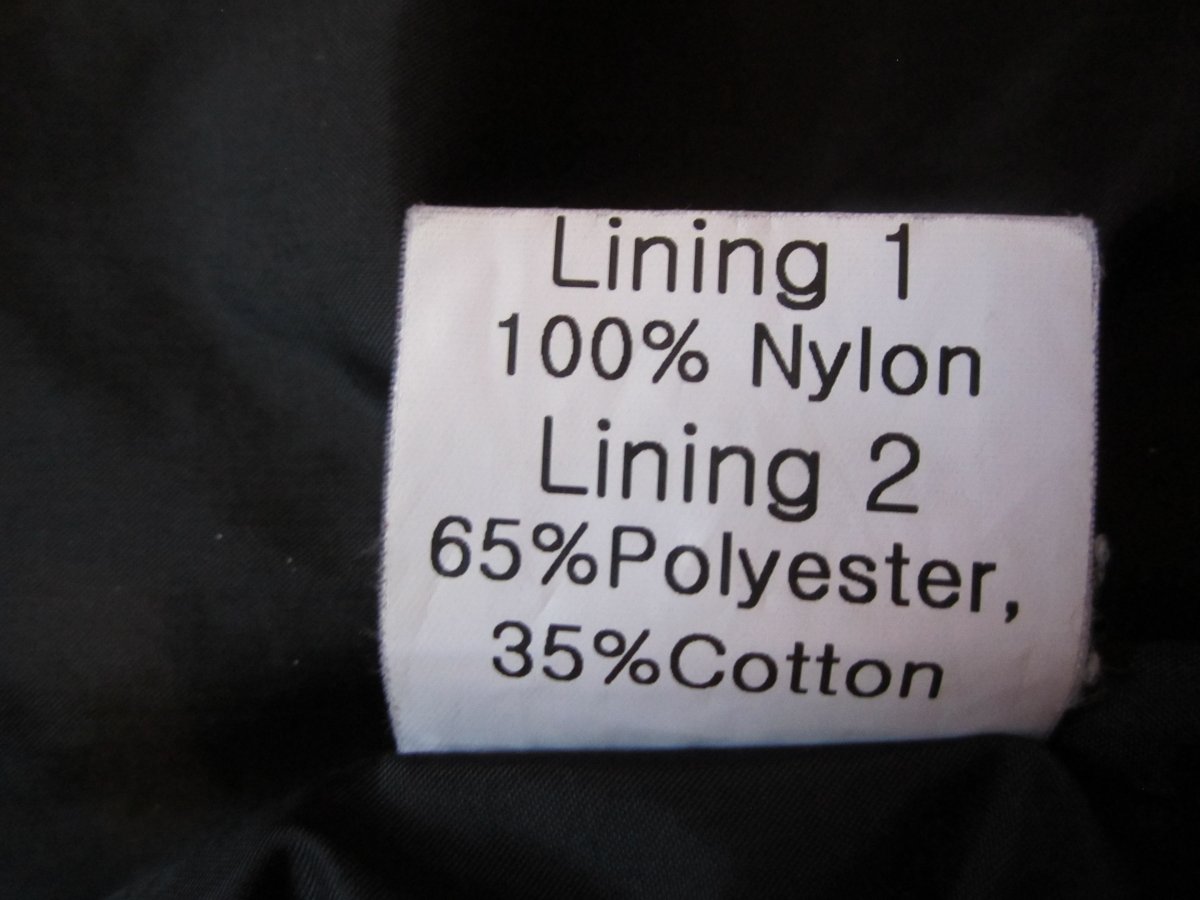 Lining 1
100% Nylon
Lining 2
65%Polyester,
35%Cotton